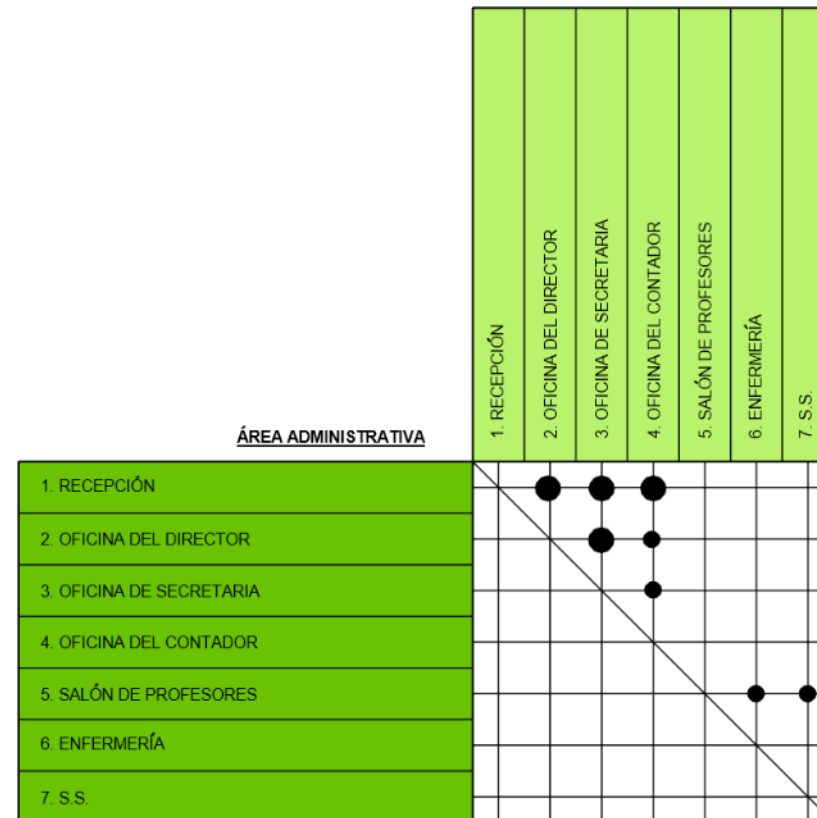 1. RECEPCIÓN
2. OFICINA DEL DIRECTOR
3. OFICINA DE SECRETARIA
4. OFICINA DEL CONTADOR
5. SALÓN DE PROFESORES
6. ENFERMERÍA
7. S.S.
ÁREA ADMINISTRATIVA
1. RECEPCIÓN
2. OFICINA DEL DIRECTOR
3. OFICINA DE SECRETARIA
4. OFICINA DEL CONTADOR
5. SALÓN DE PROFESORES
6. ENFERMERÍA
7. S.S.